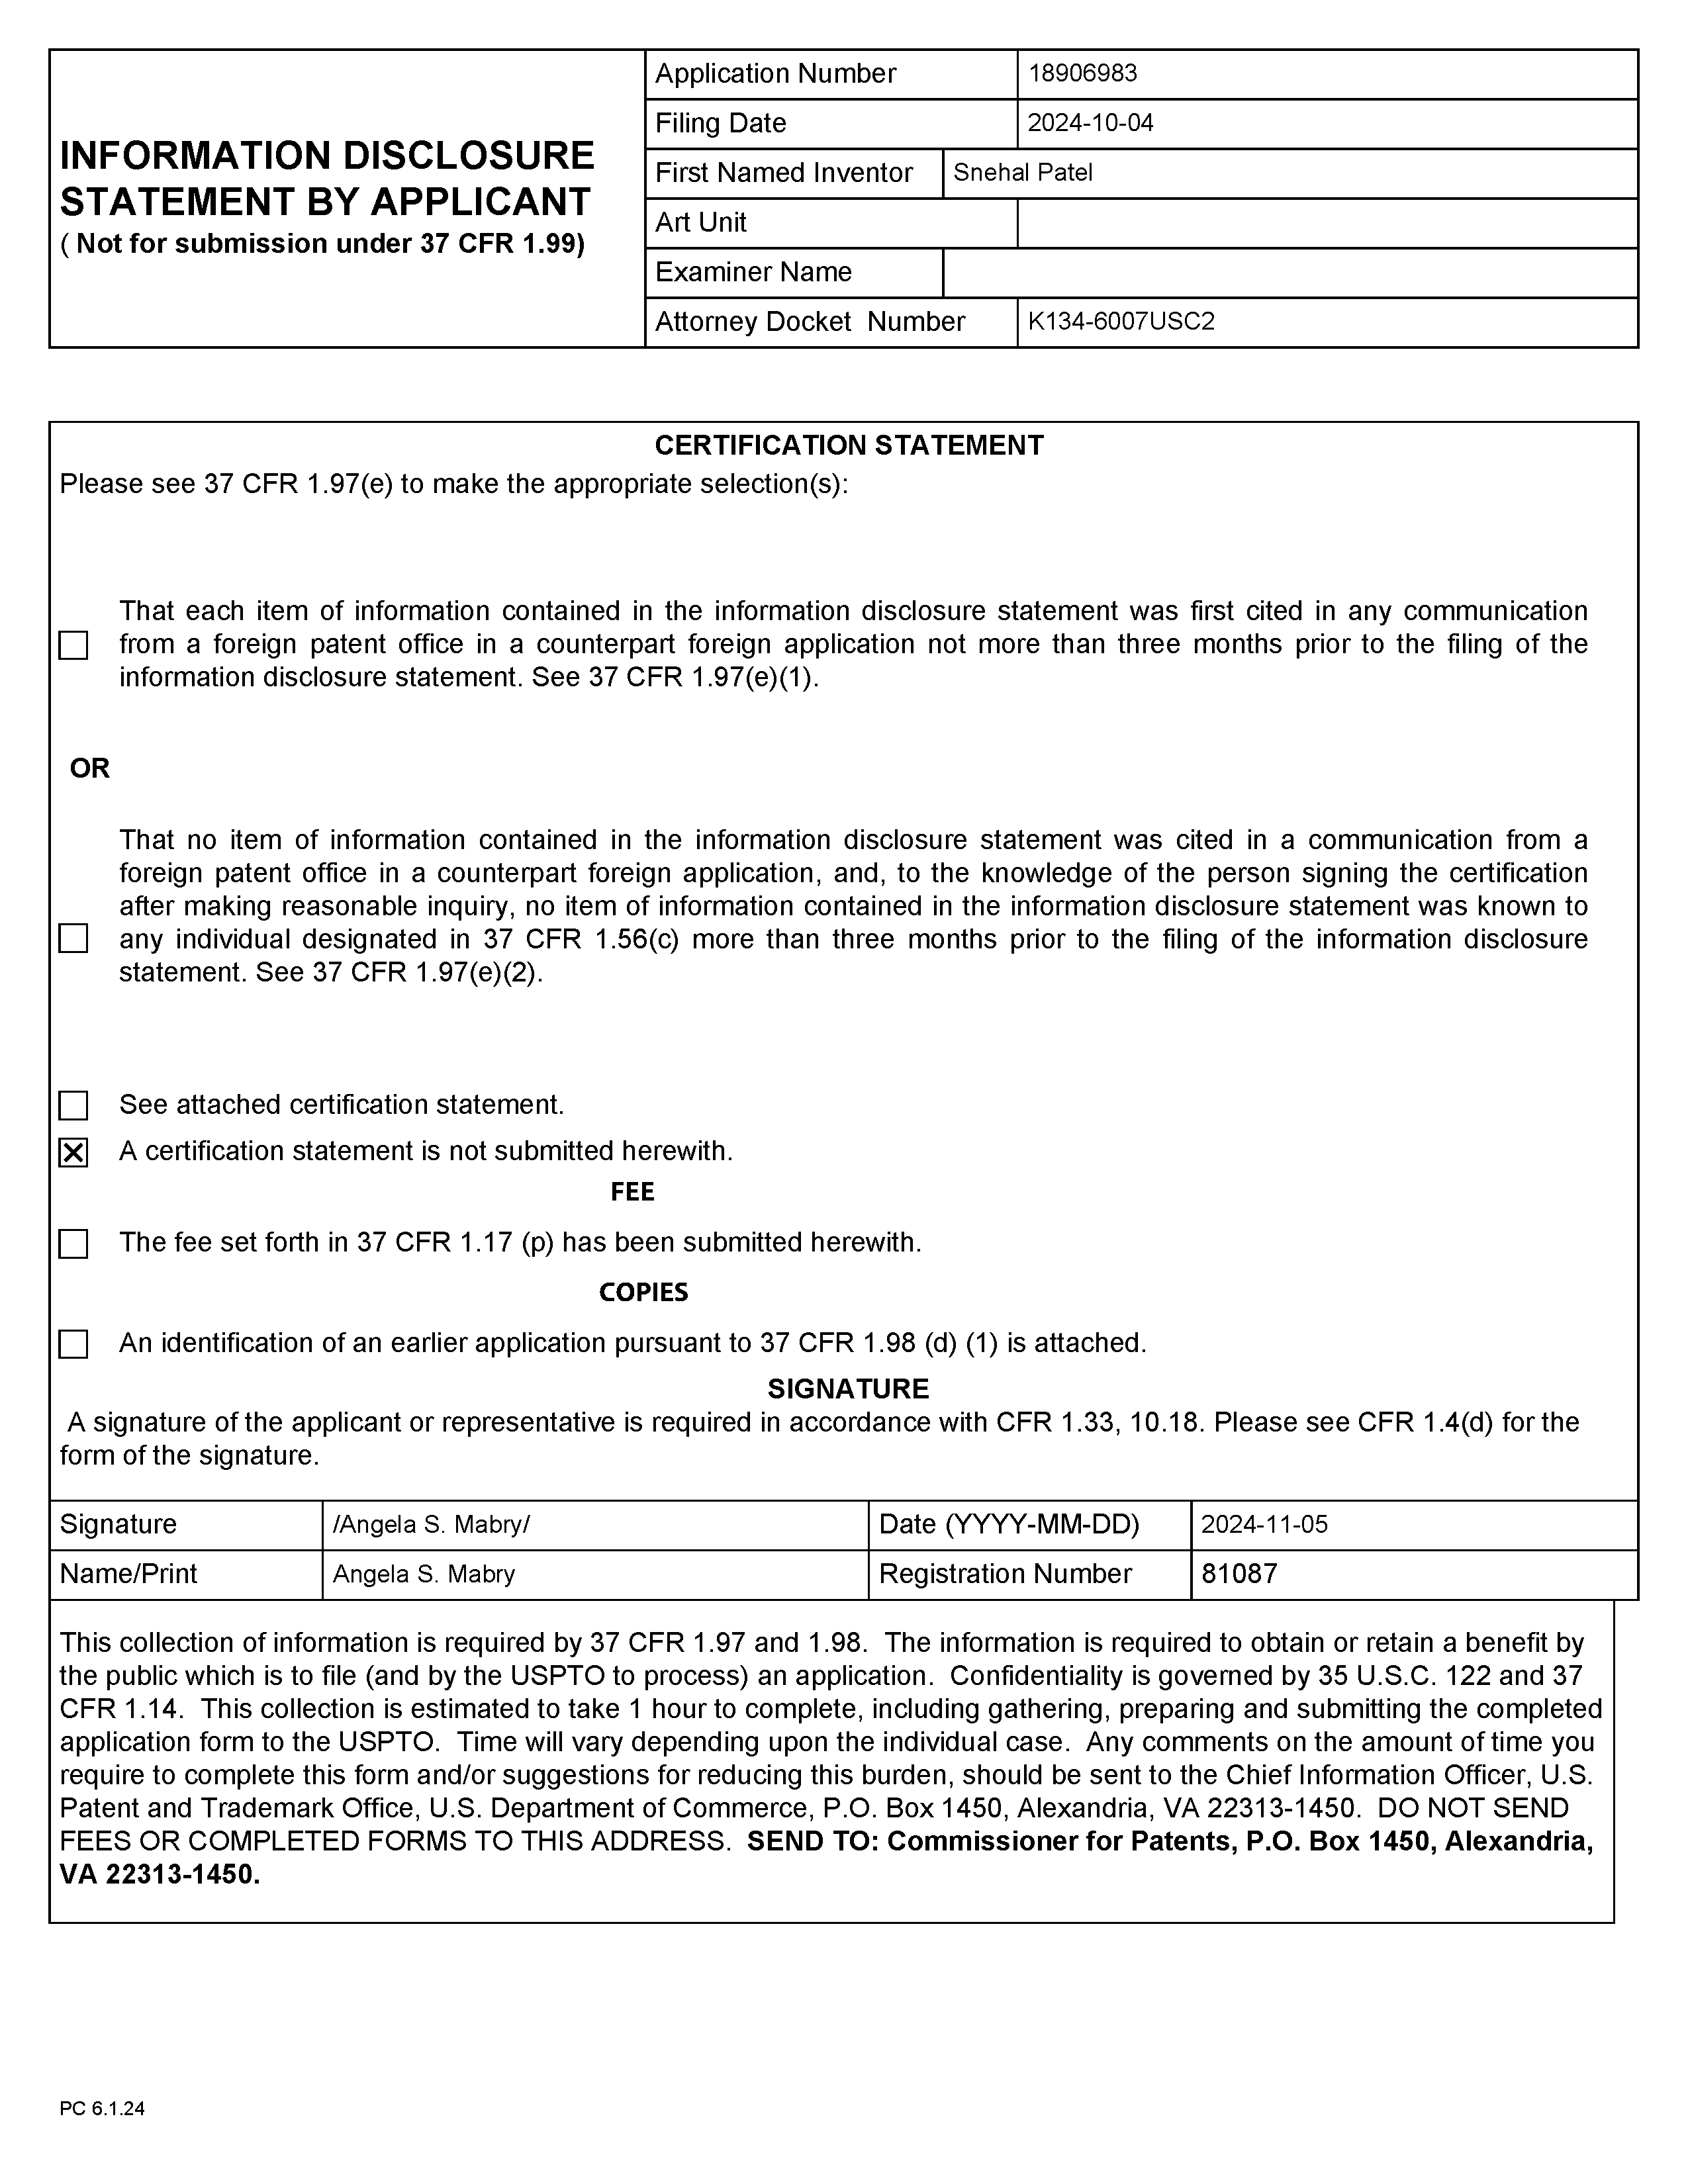 INFORMATION DISCLOSURE
STATEMENT BY APPLICANT
( Not for submission under 37 CFR 1.99)
Application Number 18906983
Filing Date 2024-10-04
First Named Inventor Snehal Patel
Art Unit
Examiner Name
Attorney Docket Number K134-6007USC2
CERTIFICATION STATEMENT
Please see 37 CFR 1.97(e) to make the appropriate selection(s):
That each item of information contained in the information disclosure statement was first cited in any communication
from a foreign patent office in a counterpart foreign application not more than three months prior to the filing of the
information disclosure statement. See 37 CFR 1.97(e)(1).
OR
That no item of information contained in the information disclosure statement was cited in a communication from a
foreign patent office in a counterpart foreign application, and, to the knowledge of the person signing the certification
after making reasonable inquiry, no item of information contained in the information disclosure statement was known to
any individual designated in 37 CFR 1.56(c) more than three months prior to the filing of the information disclosure
statement. See 37 CFR 1.97(e)(2).
See attached certification statement.
☒ A certification statement is not submitted herewith.
FEE
The fee set forth in 37 CFR 1.17 (p) has been submitted herewith.
COPIES
An identification of an earlier application pursuant to 37 CFR 1.98 (d) (1) is attached.
SIGNATURE
A signature of the applicant or representative is required in accordance with CFR 1.33, 10.18. Please see CFR 1.4(d) for the
form of the signature.
Signature /Angela S. Mabry/ Date (YYYY-MM-DD) 2024-11-05
Name/Print Angela S. Mabry Registration Number 81087
This collection of information is required by 37 CFR 1.97 and 1.98. The information is required to obtain or retain a benefit by
the public which is to file (and by the USPTO to process) an application. Confidentiality is governed by 35 U.S.C. 122 and 37
CFR 1.14. This collection is estimated to take 1 hour to complete, including gathering, preparing and submitting the completed
application form to the USPTO. Time will vary depending upon the individual case. Any comments on the amount of time you
require to complete this form and/or suggestions for reducing this burden, should be sent to the Chief Information Officer, U.S.
Patent and Trademark Office, U.S. Department of Commerce, P.O. Box 1450, Alexandria, VA 22313-1450. DO NOT SEND
FEES OR COMPLETED FORMS TO THIS ADDRESS. SEND TO: Commissioner for Patents, P.O. Box 1450, Alexandria,
VA 22313-1450.
PC 6.1.24